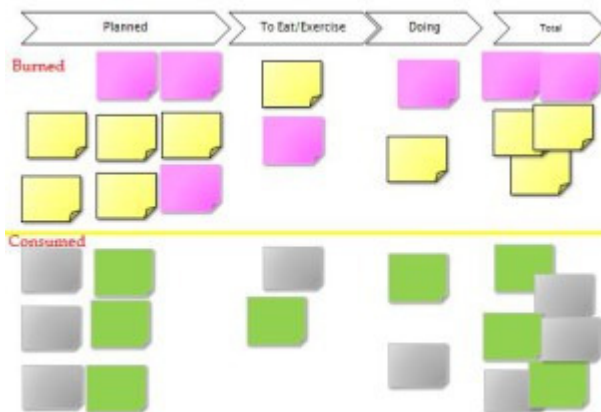 Planned
To Eat/Exercise
Doing
Total
Burned
Consumed